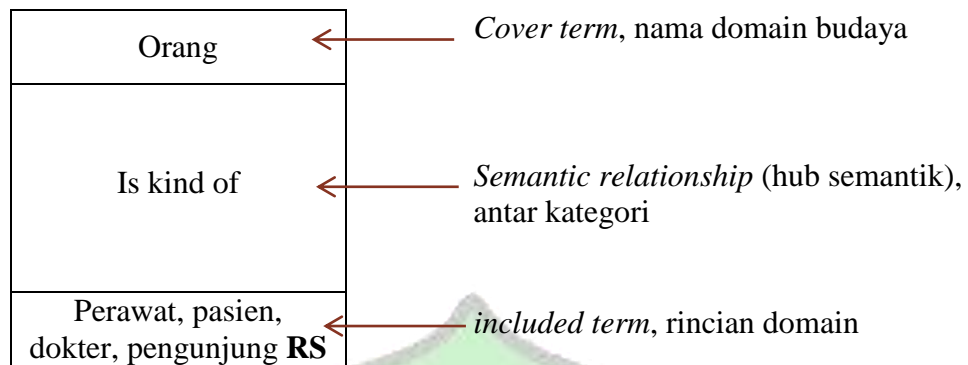 Orang
Cover term, nama domain budaya
Is kind of
Semantic relationship (hub semantik),
antar kategori
Perawat, pasien,
dokter, pengunjung RS
included term, rincian domain